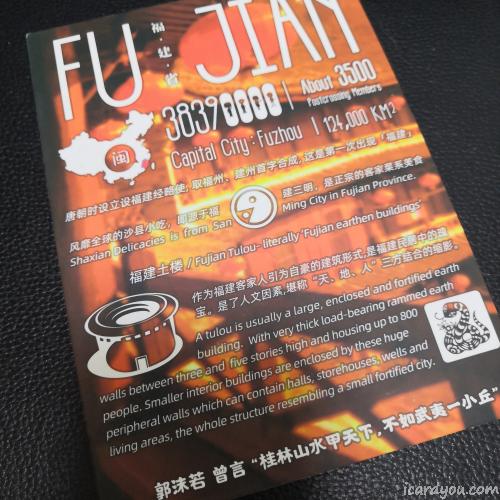 FU·JIAN
福·建·省
3839
About 3500
Postcrossing Members
Capital City: Fuzhou | 124,000 KM²
闽
唐朝时设立设福建经略使, 取福州、建州首字合成, 这是第一次出现「福建」
风靡全球的沙县小吃, 即源于福建三明, 是正宗的客家菜系美食
Shaxian Delicacies is from San Ming City in Fujian Province.
福建土楼 / Fujian Tulou- literally 'Fujian earthen buildings'
作为福建客家人引为自豪的建筑形式, 是福建民居中的瑰
宝。是了人文因素, 堪称 “天、地、人” 三方结合的缩影。
A tulou is usually a large, enclosed and fortified earth
building. With very thick load-bearing rammed earth
walls between three and five stories high and housing up to 800
people. Smaller interior buildings are enclosed by these huge
peripheral walls which can contain halls, storehouses, wells and
living areas, the whole structure resembling a small fortified city.
郭沫若 曾言 “桂林山水甲天下, 不如武夷一小丘”
icardyou.com